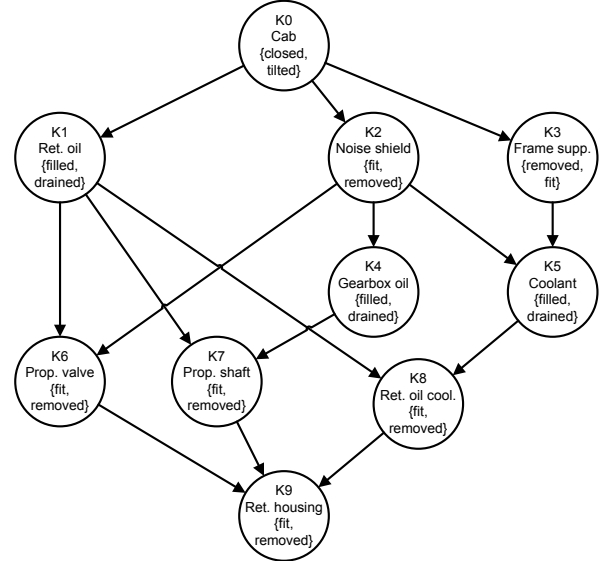 K0
Cab
{closed,
tilted}
K1
Ret. oil
{filled,
drained}
K2
Noise shield
{fit,
removed}
K3
Frame supp.
{removed,
fit}
K4
Gearbox oil
{filled,
drained}
K5
Coolant
{filled,
drained}
K6
Prop. valve
{fit,
removed}
K7
Prop. shaft
{fit,
removed}
K8
Ret. oil cool.
{fit,
removed}
K9
Ret. housing
{fit,
removed}